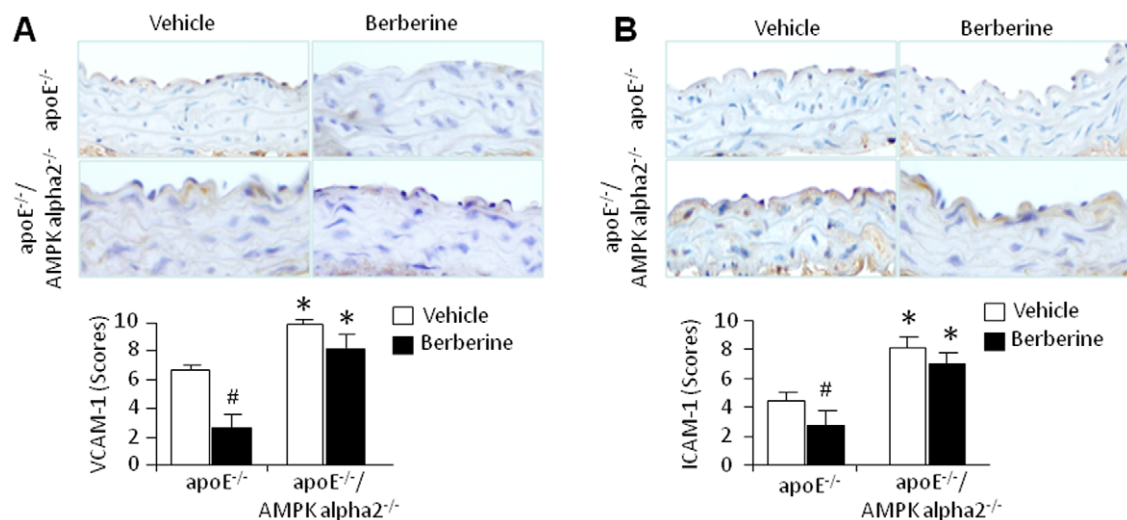 A
Vehicle
Berberine
apoE⁻/⁻
apoE⁻/⁻/
AMPK alpha2⁻/⁻
VCAM-1 (Scores)
10
8
6
4
2
0
#
*
*
Vehicle
Berberine
apoE⁻/⁻
apoE⁻/⁻/
AMPK alpha2⁻/⁻
B
Vehicle
Berberine
apoE⁻/⁻
apoE⁻/⁻/
AMPK alpha2⁻/⁻
ICAM-1 (Scores)
10
8
6
4
2
0
#
*
*
Vehicle
Berberine
apoE⁻/⁻
apoE⁻/⁻/
AMPK alpha2⁻/⁻